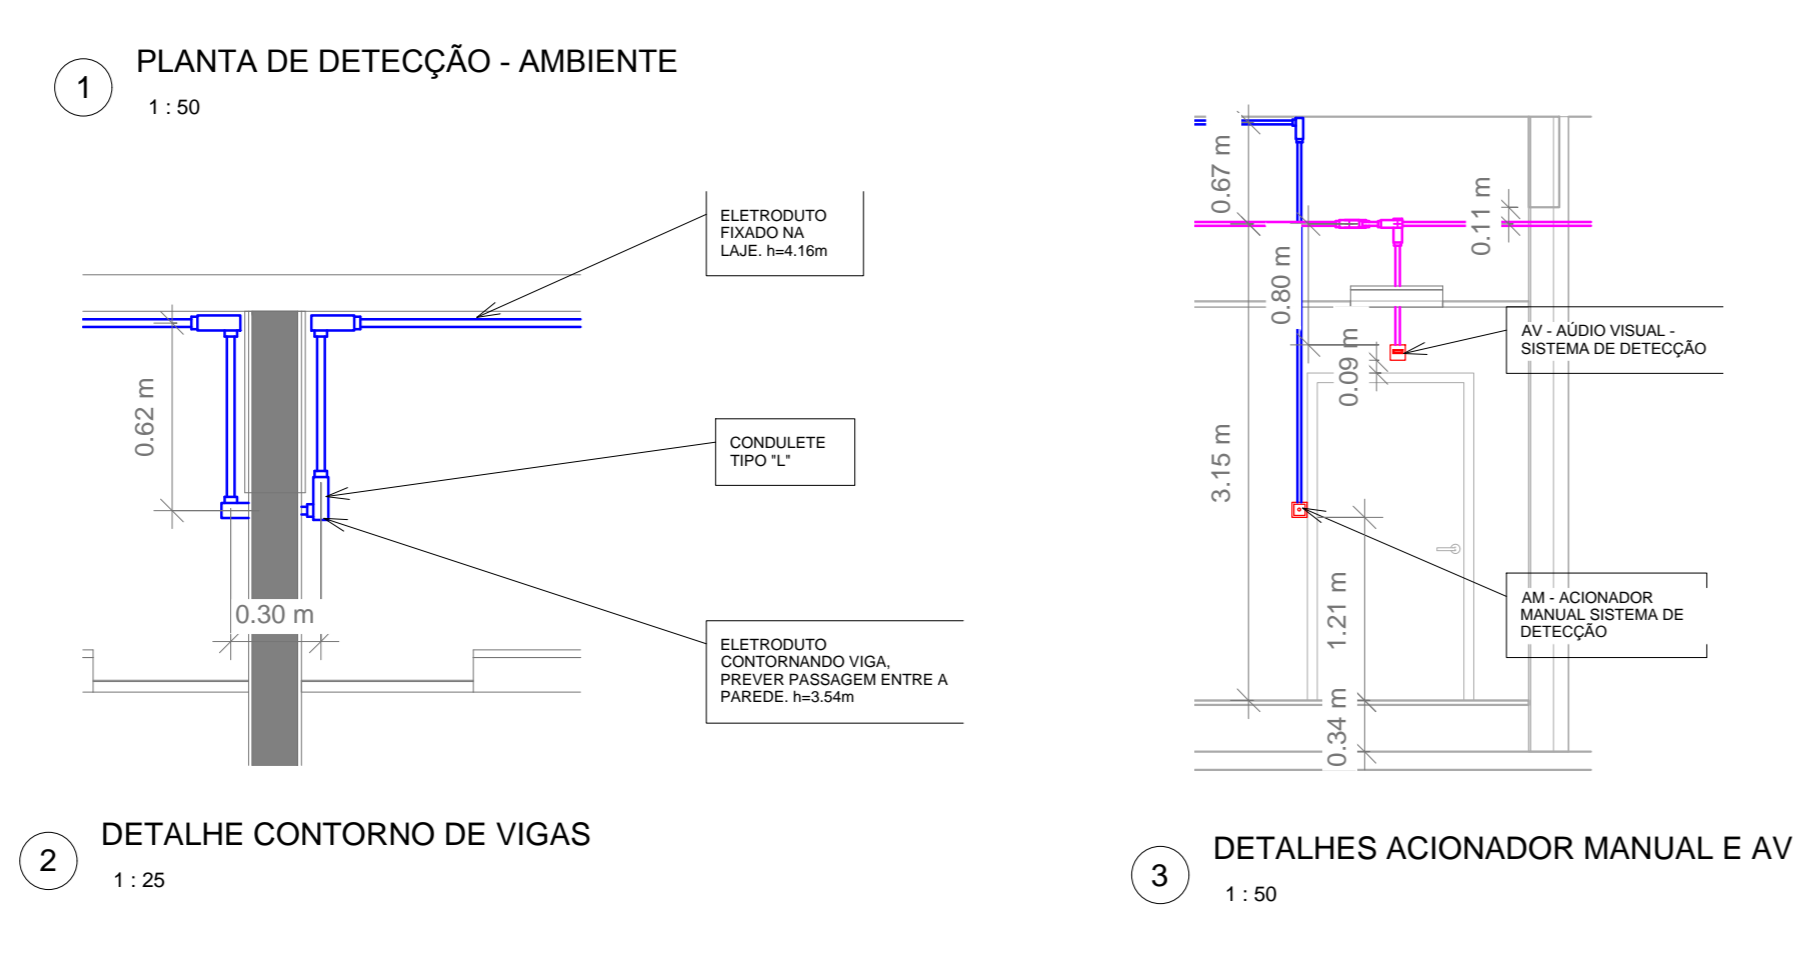 1
PLANTA DE DETECÇÃO - AMBIENTE
1 : 50
ELETRODUTO
FIXADO NA
LAJE. h=4.16m
0.62 m
CONDULETE
TIPO "L"
0.30 m
ELETRODUTO
CONTORNANDO VIGA,
PREVER PASSAGEM ENTRE A
PAREDE. h=3.54m
2
DETALHE CONTORNO DE VIGAS
1 : 25
0.67 m
0.11 m
0.80 m
AV - AÚDIO VISUAL -
SISTEMA DE DETECÇÃO
0.09 m
3.15 m
AM - ACIONADOR
MANUAL SISTEMA DE
DETECÇÃO
1.21 m
0.34 m
3
DETALHES ACIONADOR MANUAL E AV
1 : 50